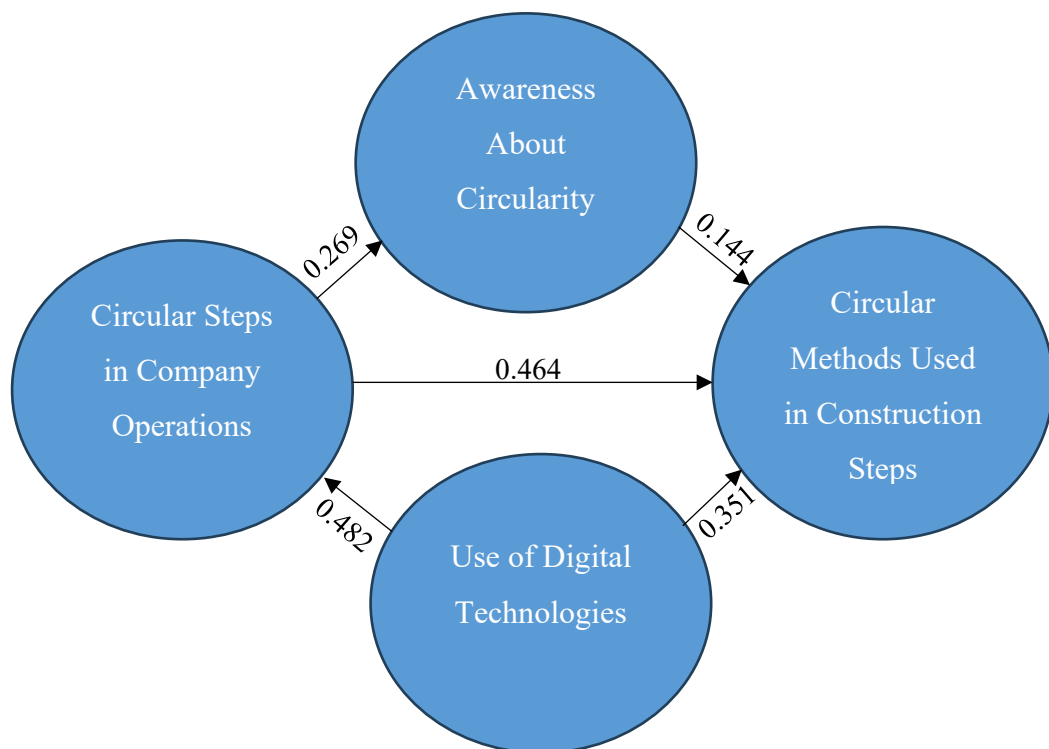 Awareness
About
Circularity
0.269
0.144
Circular Steps
in Company
Operations
0.464
Circular
Methods Used
in Construction
Steps
0.482
0.351
Use of Digital
Technologies